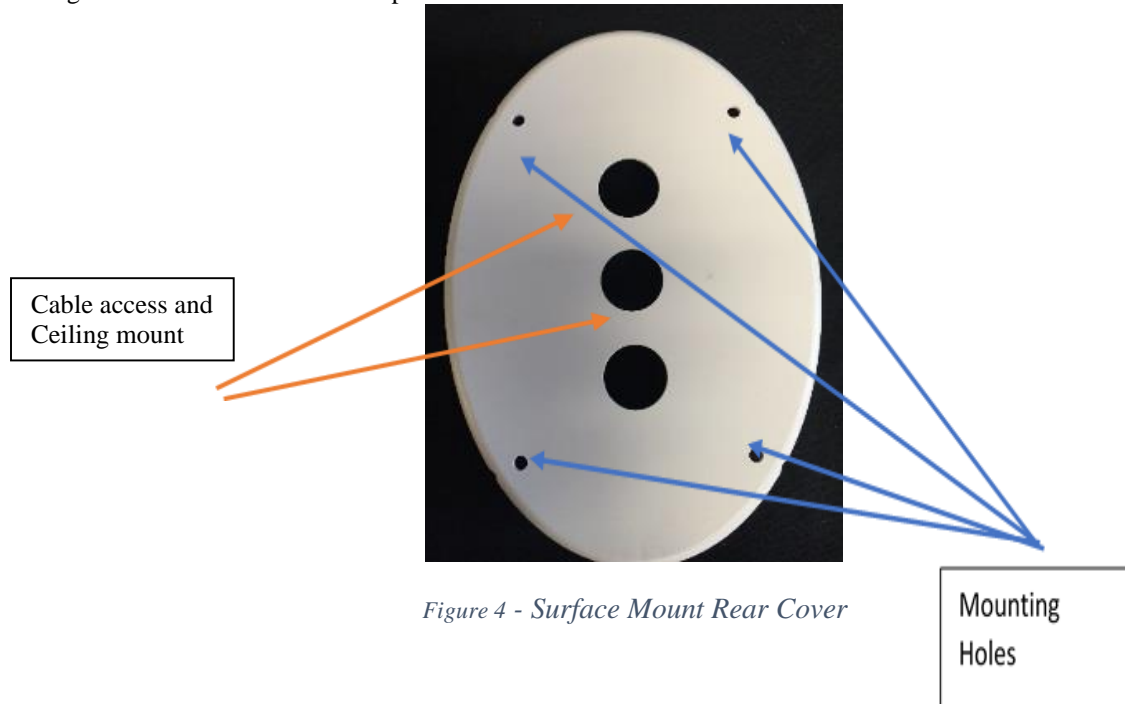 Cable access and
Ceiling mount
Figure 4 - Surface Mount Rear Cover
Mounting
Holes